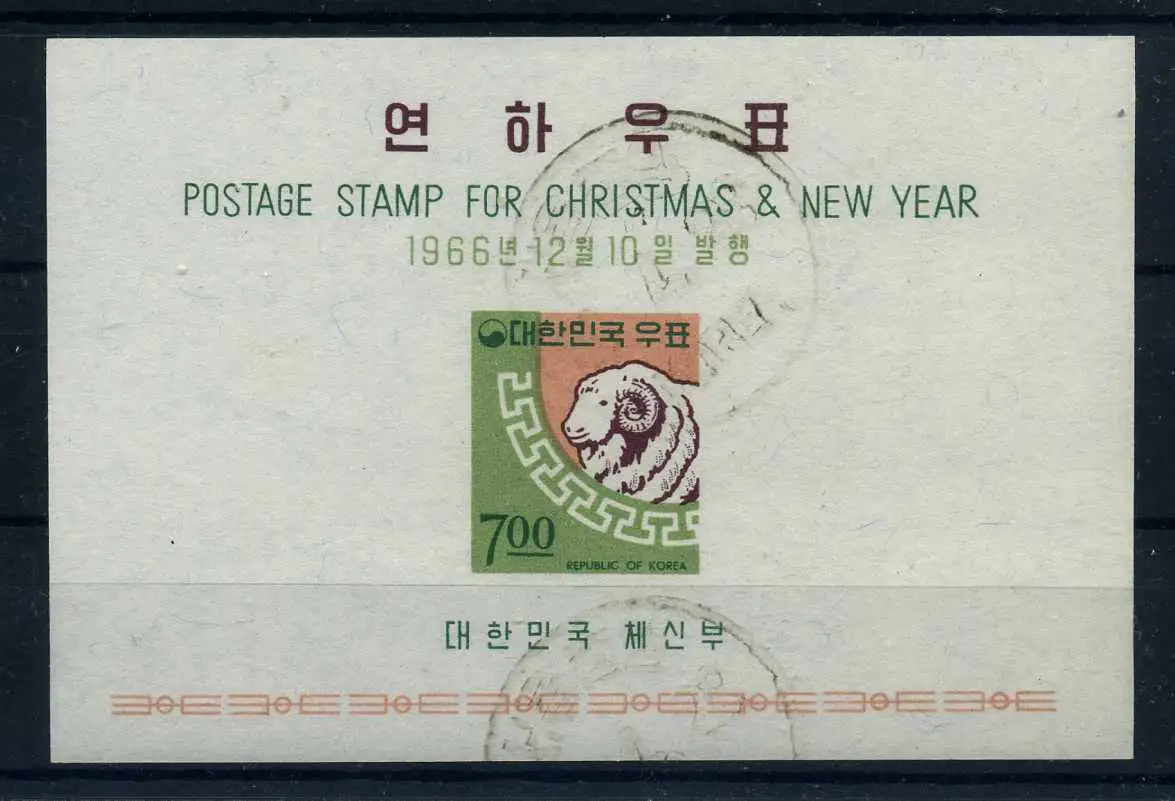 연하우표
POSTAGE STAMP FOR CHRISTMAS & NEW YEAR
1966년 12월 10일 발행
대한민국 우표
7.00
REPUBLIC OF KOREA
대한민국 체신부